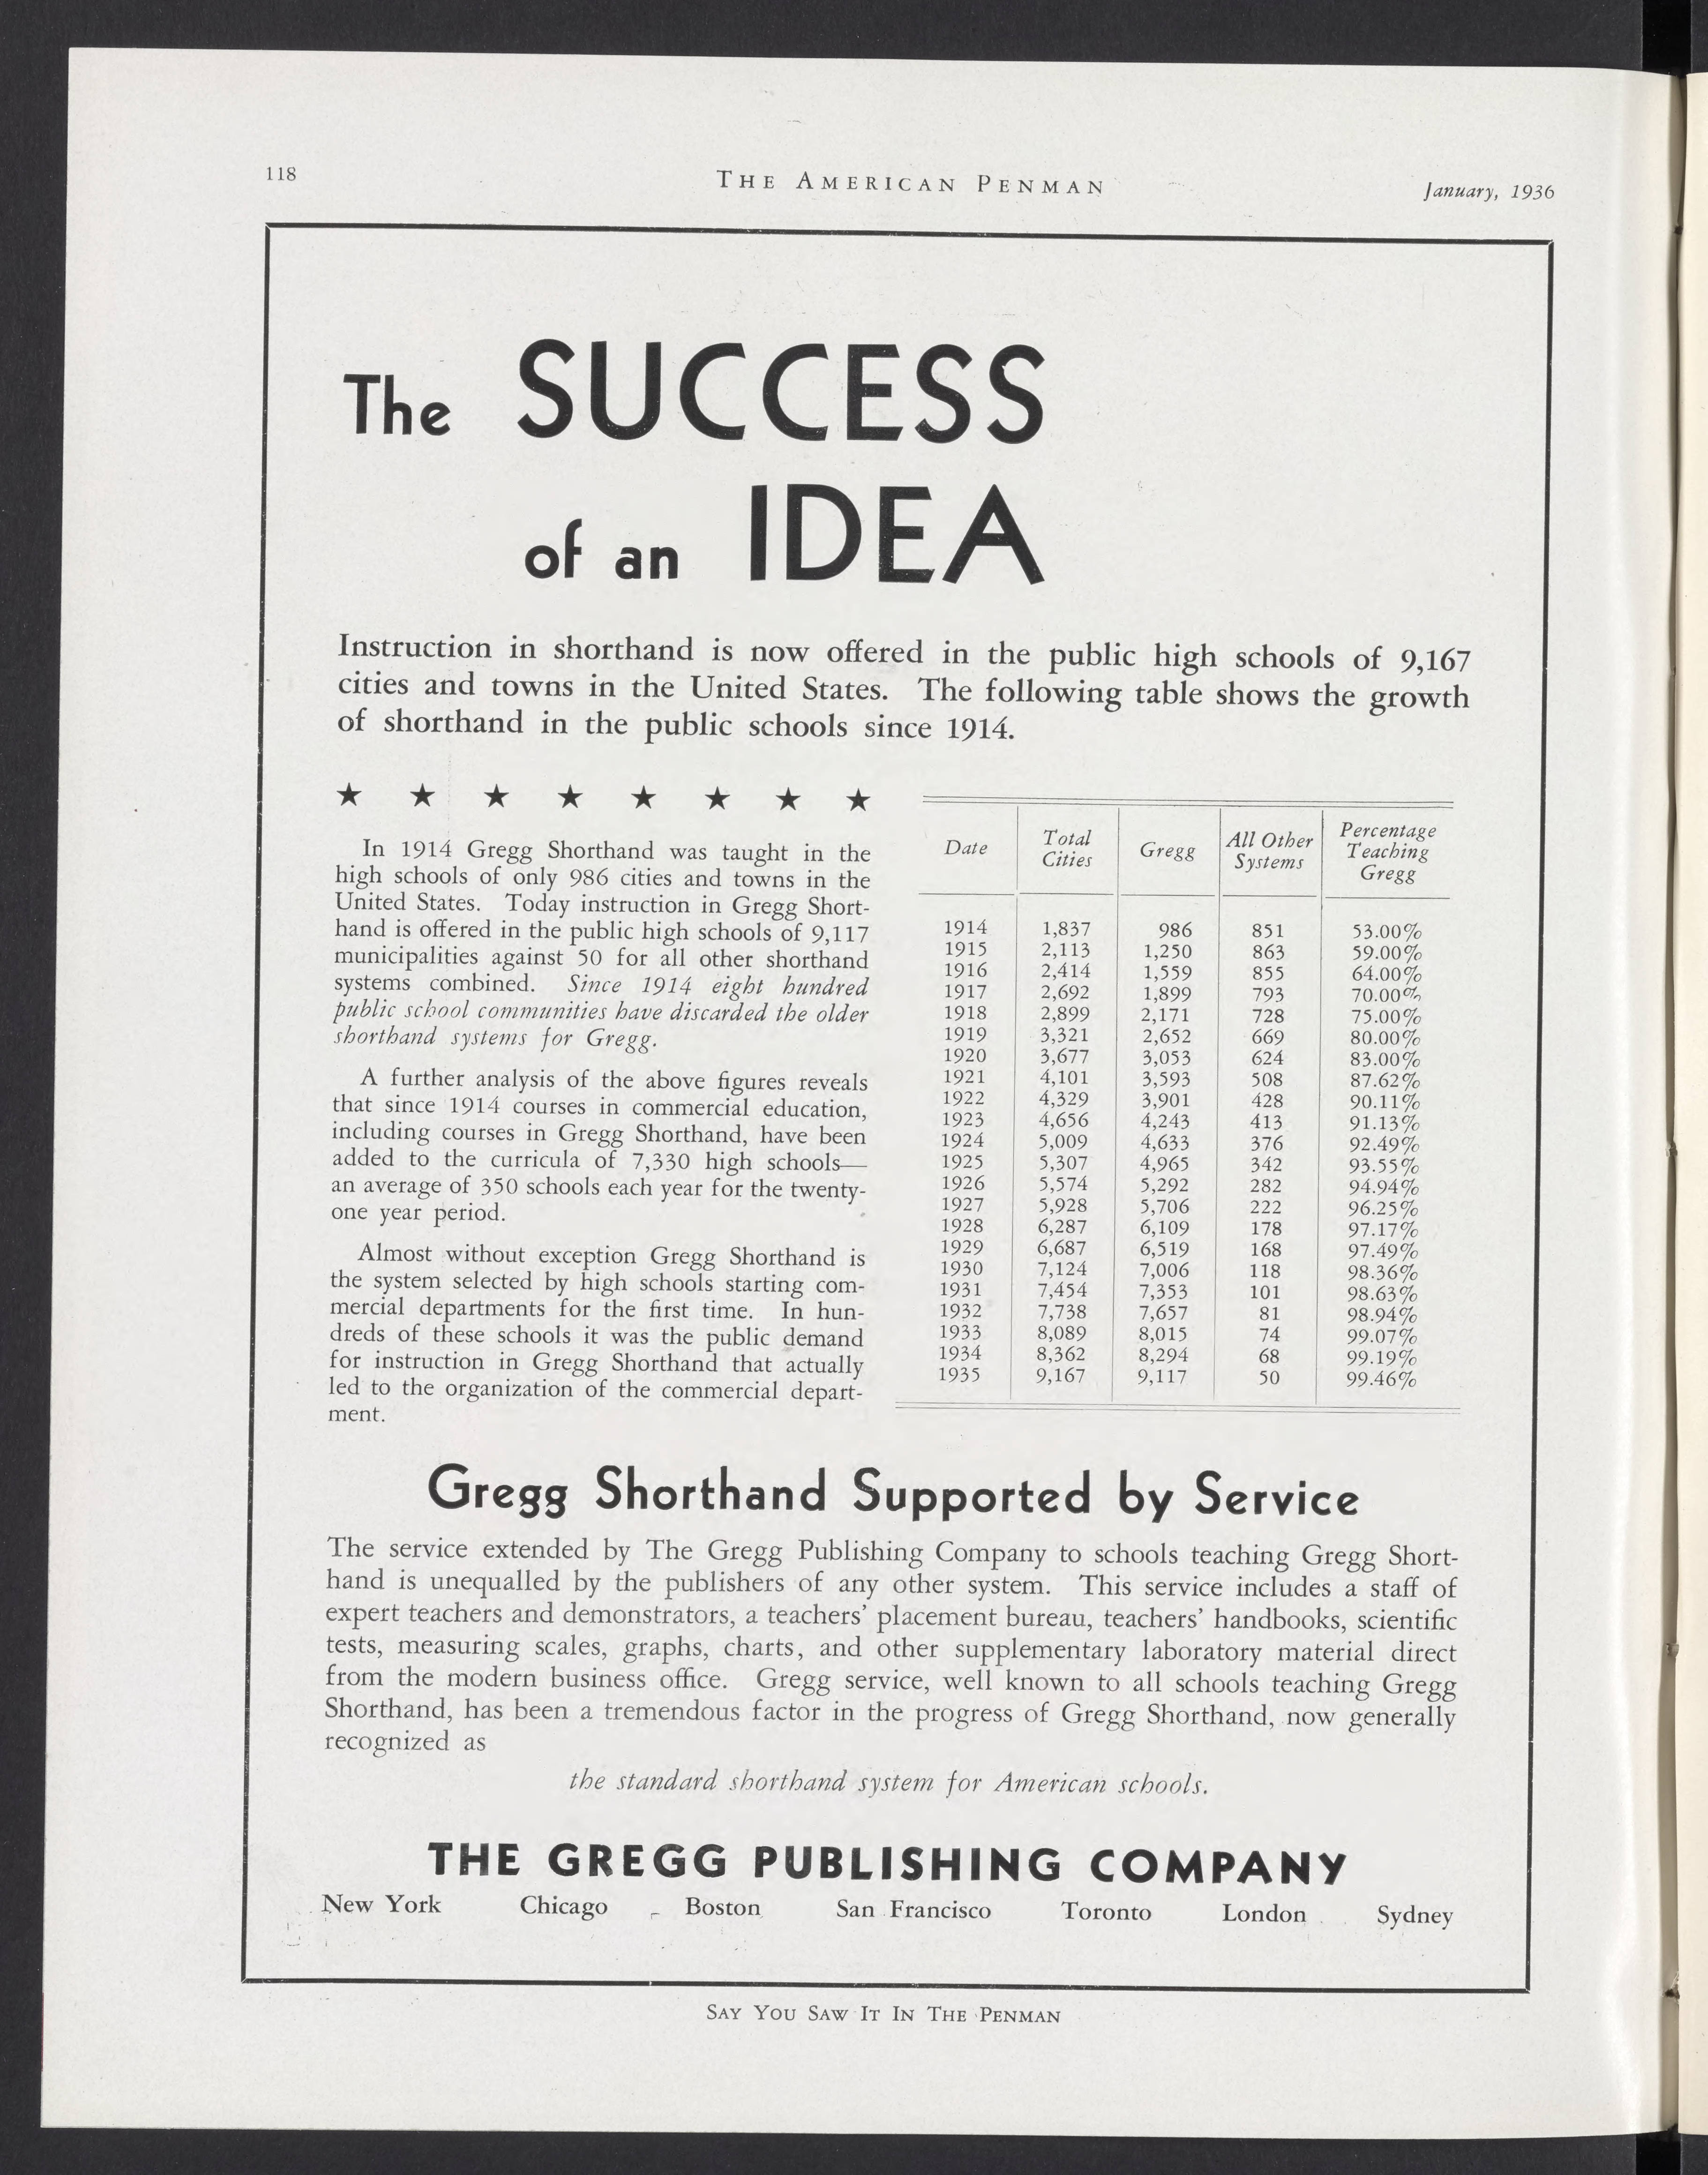 118
THE AMERICAN PENMAN
January, 1936
The SUCCESS
of an IDEA
Instruction in shorthand is now offered in the public high schools of 9,167
cities and towns in the United States. The following table shows the growth
of shorthand in the public schools since 1914.
★ ★ ★ ★ ★ ★ ★ ★
In 1914 Gregg Shorthand was taught in the
high schools of only 986 cities and towns in the
United States. Today instruction in Gregg Short-
hand is offered in the public high schools of 9,117
municipalities against 50 for all other shorthand
systems combined. Since 1914 eight hundred
public school communities have discarded the older
shorthand systems for Gregg.
A further analysis of the above figures reveals
that since 1914 courses in commercial education,
including courses in Gregg Shorthand, have been
added to the curricula of 7,330 high schools—
an average of 350 schools each year for the twenty-
one year period.
Almost without exception Gregg Shorthand is
the system selected by high schools starting com-
mercial departments for the first time. In hun-
dreds of these schools it was the public demand
for instruction in Gregg Shorthand that actually
led to the organization of the commercial depart-
ment.
Date Total Cities Gregg All Other Systems Percentage Teaching Gregg
1914 1,837 986 851 53.00%
1915 2,113 1,250 863 59.00%
1916 2,414 1,559 855 64.00%
1917 2,692 1,899 793 70.00%
1918 2,899 2,171 728 75.00%
1919 3,321 2,652 669 80.00%
1920 3,677 3,053 624 83.00%
1921 4,101 3,593 508 87.62%
1922 4,329 3,901 428 90.11%
1923 4,656 4,243 413 91.13%
1924 5,009 4,633 376 92.49%
1925 5,307 4,965 342 93.55%
1926 5,574 5,292 282 94.94%
1927 5,928 5,706 222 96.25%
1928 6,287 6,109 178 97.17%
1929 6,687 6,519 168 97.49%
1930 7,124 7,006 118 98.36%
1931 7,454 7,353 101 98.63%
1932 7,738 7,657 81 98.94%
1933 8,089 8,015 74 99.07%
1934 8,362 8,294 68 99.19%
1935 9,167 9,117 50 99.46%
Gregg Shorthand Supported by Service
The service extended by The Gregg Publishing Company to schools teaching Gregg Short-
hand is unequalled by the publishers of any other system. This service includes a staff of
expert teachers and demonstrators, a teachers' placement bureau, teachers' handbooks, scientific
tests, measuring scales, graphs, charts, and other supplementary laboratory material direct
from the modern business office. Gregg service, well known to all schools teaching Gregg
Shorthand, has been a tremendous factor in the progress of Gregg Shorthand, now generally
recognized as
the standard shorthand system for American schools.
THE GREGG PUBLISHING COMPANY
New York Chicago Boston San Francisco Toronto London Sydney
SAY YOU SAW IT IN THE PENMAN